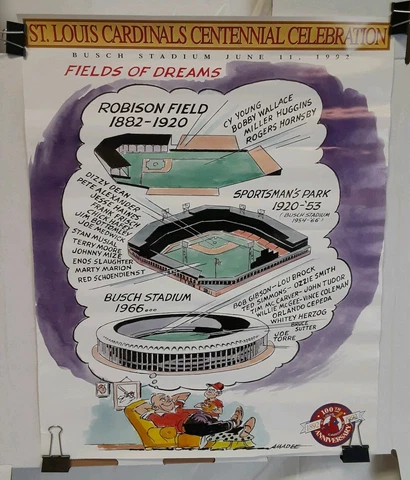 ST. LOUIS CARDINALS CENTENNIAL CELEBRATION
BUSCH STADIUM JUNE 11, 1992
FIELDS OF DREAMS
ROBISON FIELD
1882-1920
CY YOUNG
BOBBY WALLACE
MILLER HUGGINS
ROGERS HORNSBY
DIZZY DEAN
PETE ALEXANDER
JESSE HAINES
FRANK FRISCH
CHICK HAFEY
JIM BOTTOMLEY
JOE MEDWICK
STAN MUSIAL
TERRY MOORE
JOHNNY MIZE
ENOS SLAUGHTER
MARTY MARION
RED SCHOENDIENST
SPORTSMAN'S PARK
1920-'53
(BUSCH STADIUM
1954-'66)
BUSCH STADIUM
1966...
BOB GIBSON-LOU BROCK
TED SIMMONS-OZZIE SMITH
TIM McCARVER-JOHN TUDOR
WILLIE McGEE-VINCE COLEMAN
ORLANDO CEPEDA
WHITEY HERZOG
BRUCE
SUTTER
JOE
TORRE
AMADEE
100TH
ANNIVERSARY